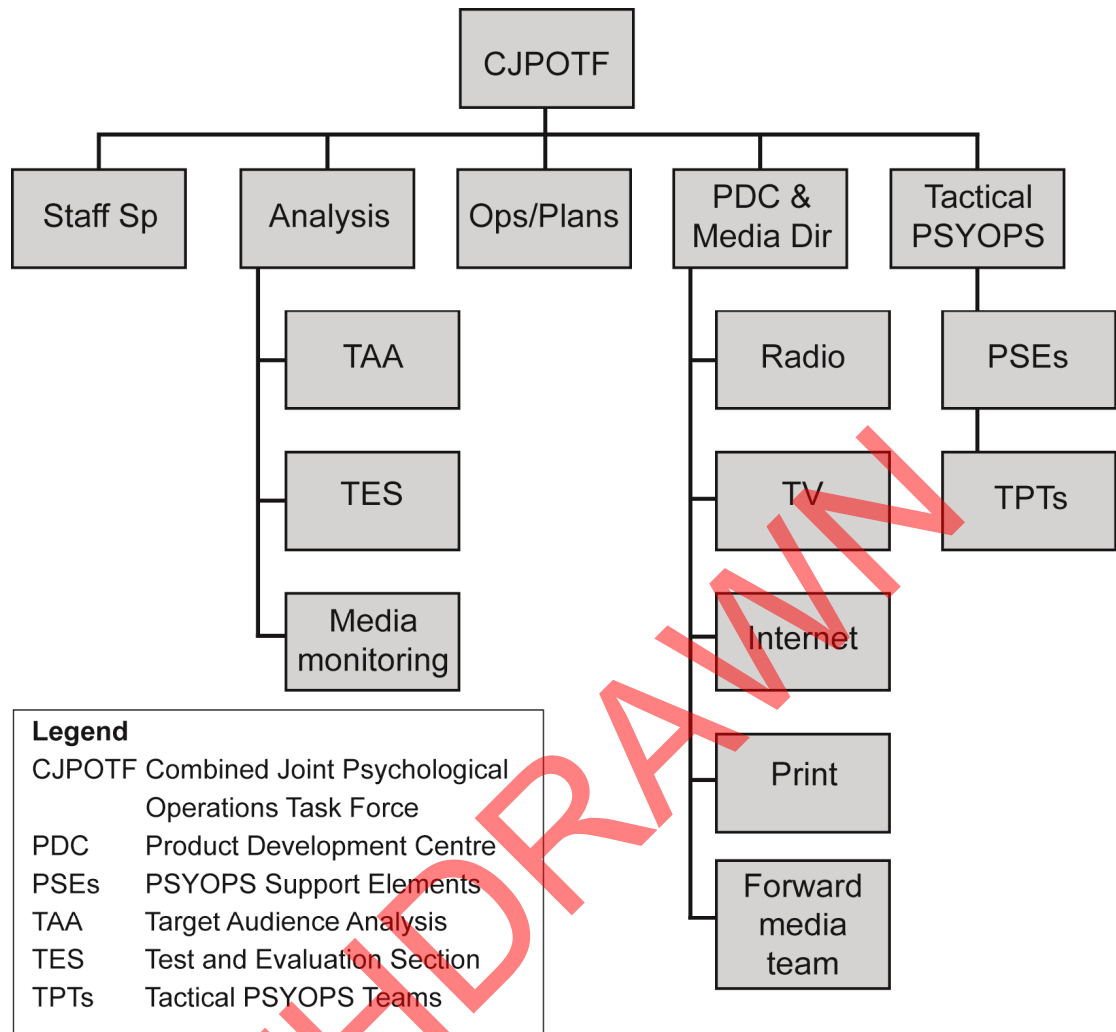 CJPOTF
Staff Sp
Analysis
Ops/Plans
PDC &
Media Dir
Tactical
PSYOPS
TAA
TES
Media
monitoring
Radio
TV
Internet
Print
Forward
media
team
PSEs
TPTs
Legend
CJPOTF Combined Joint Psychological
Operations Task Force
PDC Product Development Centre
PSEs PSYOPS Support Elements
TAA Target Audience Analysis
TES Test and Evaluation Section
TPTs Tactical PSYOPS Teams
THDRAWN